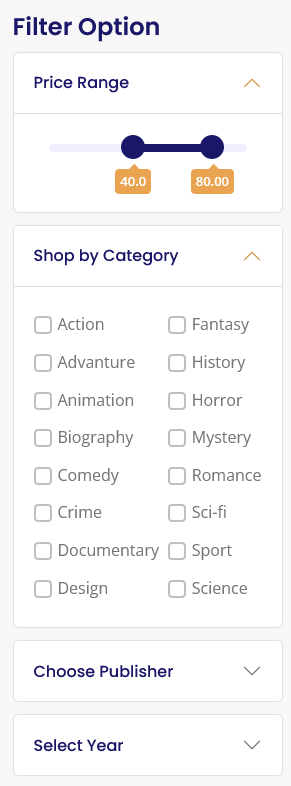 Filter Option
Price Range
40.0 80.00
Shop by Category
Action Fantasy
Advanture History
Animation Horror
Biography Mystery
Comedy Romance
Crime Sci-fi
Documentary Sport
Design Science
Choose Publisher
Select Year